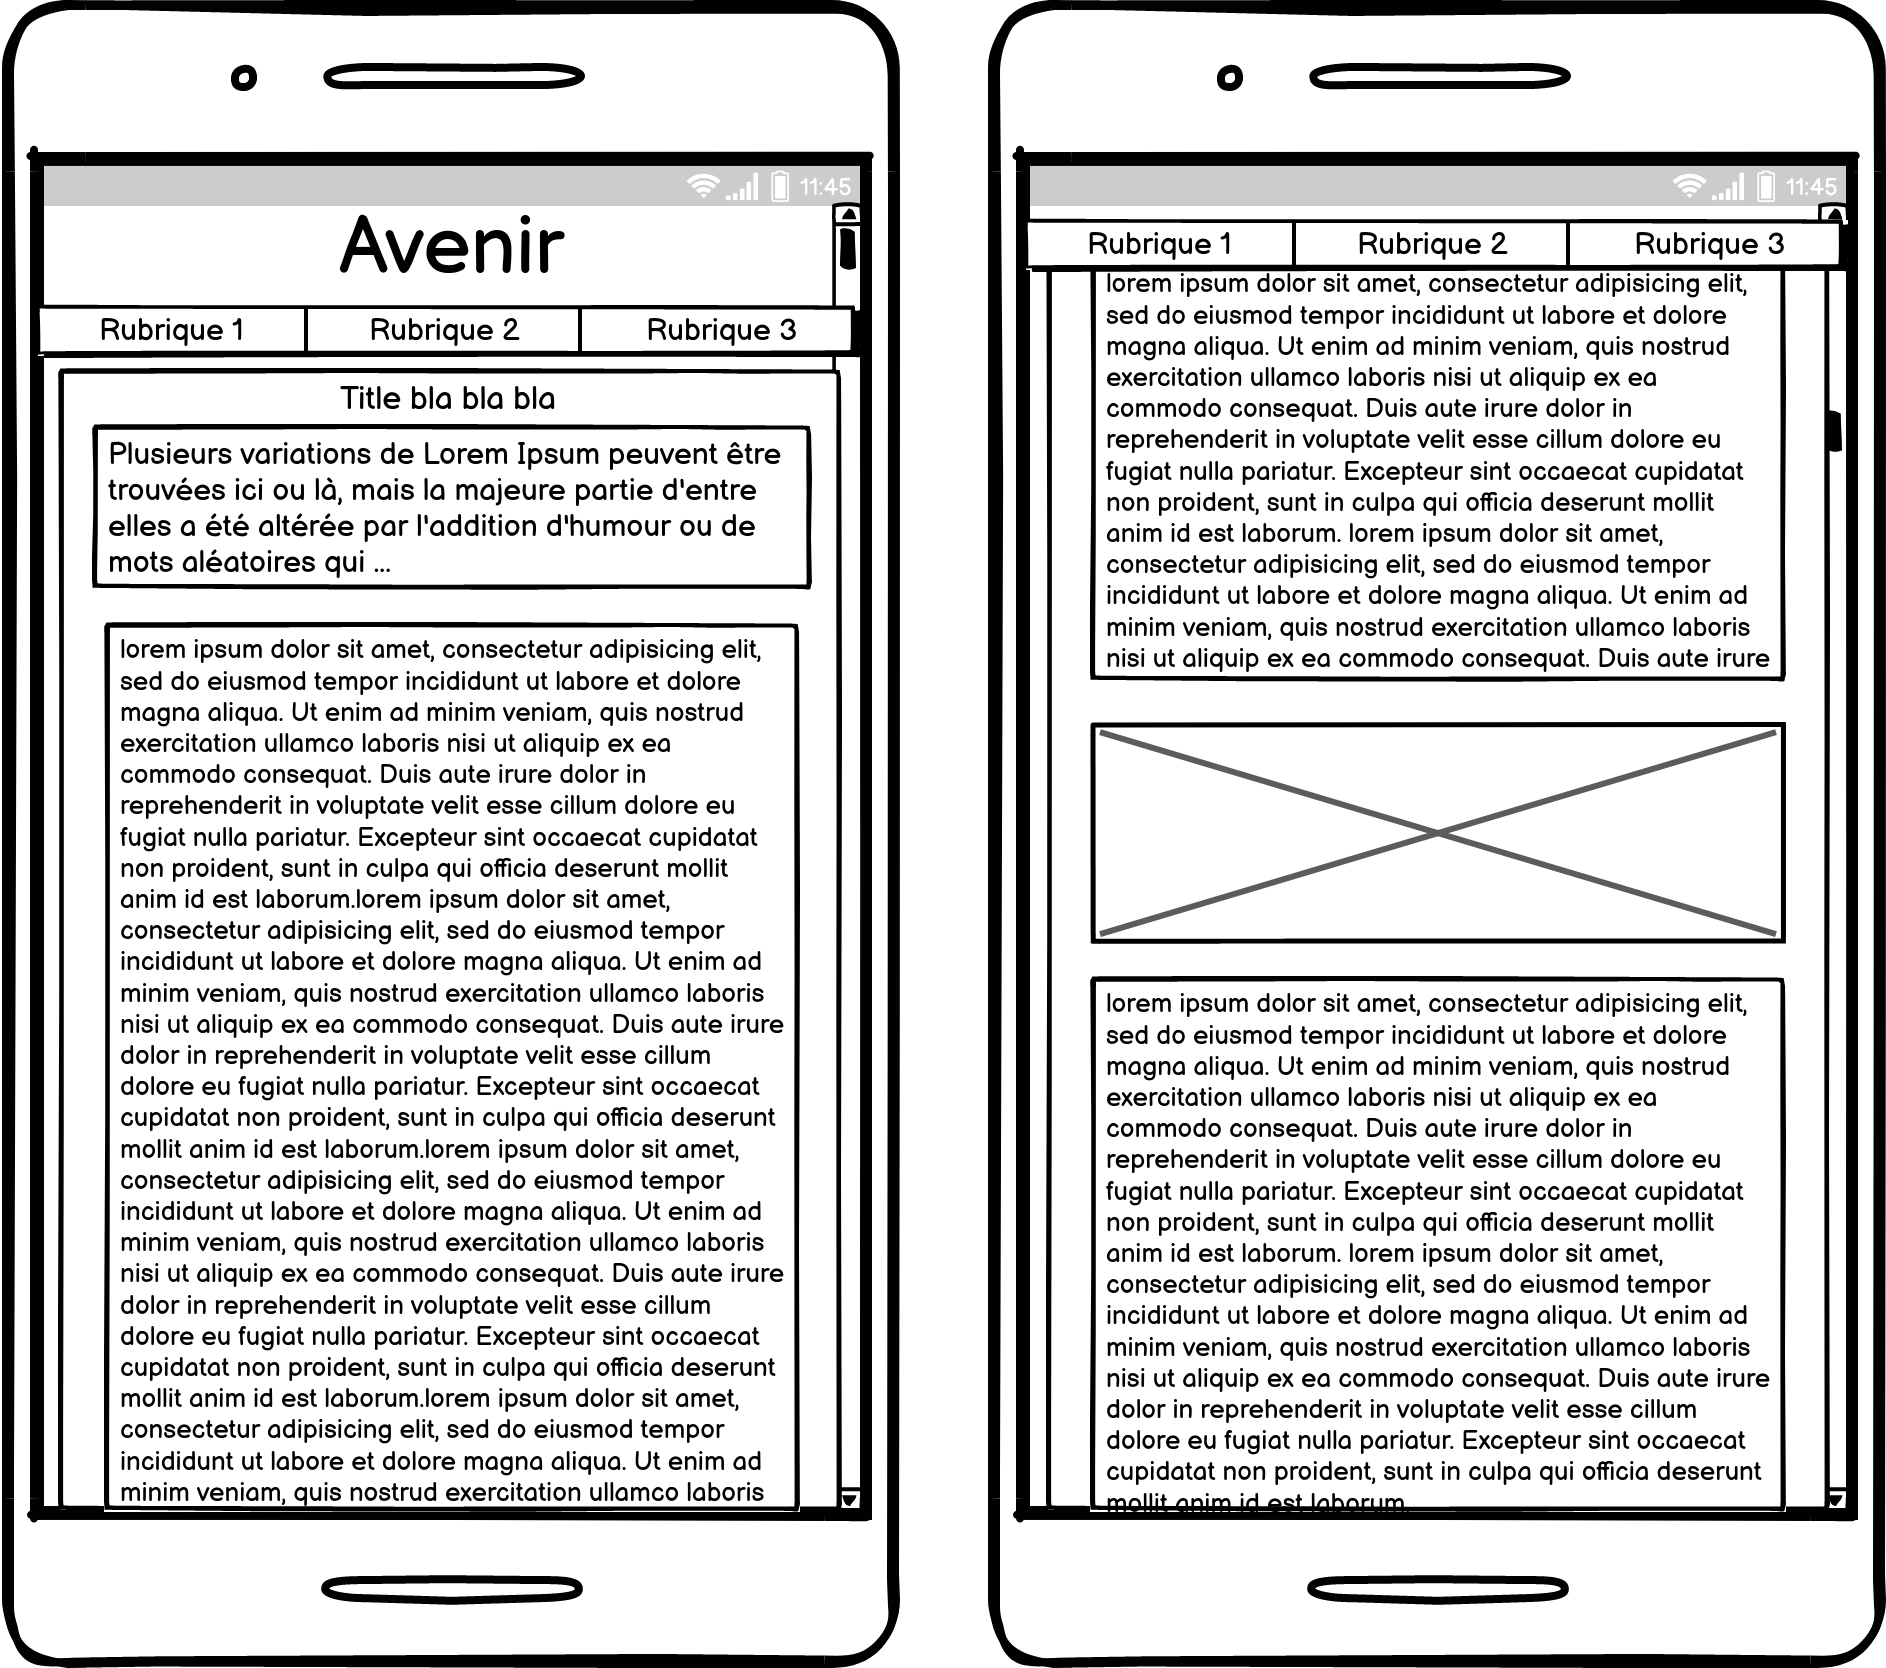 11:45
Avenir
Rubrique 1 Rubrique 2 Rubrique 3
Title bla bla bla
Plusieurs variations de Lorem Ipsum peuvent être
trouvées ici ou là, mais la majeure partie d'entre
elles a été altérée par l'addition d'humour ou de
mots aléatoires qui ...
lorem ipsum dolor sit amet, consectetur adipisicing elit,
sed do eiusmod tempor incididunt ut labore et dolore
magna aliqua. Ut enim ad minim veniam, quis nostrud
exercitation ullamco laboris nisi ut aliquip ex ea
commodo consequat. Duis aute irure dolor in
reprehenderit in voluptate velit esse cillum dolore eu
fugiat nulla pariatur. Excepteur sint occaecat cupidatat
non proident, sunt in culpa qui officia deserunt mollit
anim id est laborum.lorem ipsum dolor sit amet,
consectetur adipisicing elit, sed do eiusmod tempor
incididunt ut labore et dolore magna aliqua. Ut enim ad
minim veniam, quis nostrud exercitation ullamco laboris
nisi ut aliquip ex ea commodo consequat. Duis aute irure
dolor in reprehenderit in voluptate velit esse cillum
dolore eu fugiat nulla pariatur. Excepteur sint occaecat
cupidatat non proident, sunt in culpa qui officia deserunt
mollit anim id est laborum.lorem ipsum dolor sit amet,
consectetur adipisicing elit, sed do eiusmod tempor
incididunt ut labore et dolore magna aliqua. Ut enim ad
minim veniam, quis nostrud exercitation ullamco laboris
nisi ut aliquip ex ea commodo consequat. Duis aute irure
dolor in reprehenderit in voluptate velit esse cillum
dolore eu fugiat nulla pariatur. Excepteur sint occaecat
cupidatat non proident, sunt in culpa qui officia deserunt
mollit anim id est laborum.lorem ipsum dolor sit amet,
consectetur adipisicing elit, sed do eiusmod tempor
incididunt ut labore et dolore magna aliqua. Ut enim ad
minim veniam, quis nostrud exercitation ullamco laboris
11:45
Rubrique 1 Rubrique 2 Rubrique 3
lorem ipsum dolor sit amet, consectetur adipisicing elit,
sed do eiusmod tempor incididunt ut labore et dolore
magna aliqua. Ut enim ad minim veniam, quis nostrud
exercitation ullamco laboris nisi ut aliquip ex ea
commodo consequat. Duis aute irure dolor in
reprehenderit in voluptate velit esse cillum dolore eu
fugiat nulla pariatur. Excepteur sint occaecat cupidatat
non proident, sunt in culpa qui officia deserunt mollit
anim id est laborum. lorem ipsum dolor sit amet,
consectetur adipisicing elit, sed do eiusmod tempor
incididunt ut labore et dolore magna aliqua. Ut enim ad
minim veniam, quis nostrud exercitation ullamco laboris
nisi ut aliquip ex ea commodo consequat. Duis aute irure
lorem ipsum dolor sit amet, consectetur adipisicing elit,
sed do eiusmod tempor incididunt ut labore et dolore
magna aliqua. Ut enim ad minim veniam, quis nostrud
exercitation ullamco laboris nisi ut aliquip ex ea
commodo consequat. Duis aute irure dolor in
reprehenderit in voluptate velit esse cillum dolore eu
fugiat nulla pariatur. Excepteur sint occaecat cupidatat
non proident, sunt in culpa qui officia deserunt mollit
anim id est laborum. lorem ipsum dolor sit amet,
consectetur adipisicing elit, sed do eiusmod tempor
incididunt ut labore et dolore magna aliqua. Ut enim ad
minim veniam, quis nostrud exercitation ullamco laboris
nisi ut aliquip ex ea commodo consequat. Duis aute irure
dolor in reprehenderit in voluptate velit esse cillum
dolore eu fugiat nulla pariatur. Excepteur sint occaecat
cupidatat non proident, sunt in culpa qui officia deserunt
mollit anim id est laborum.